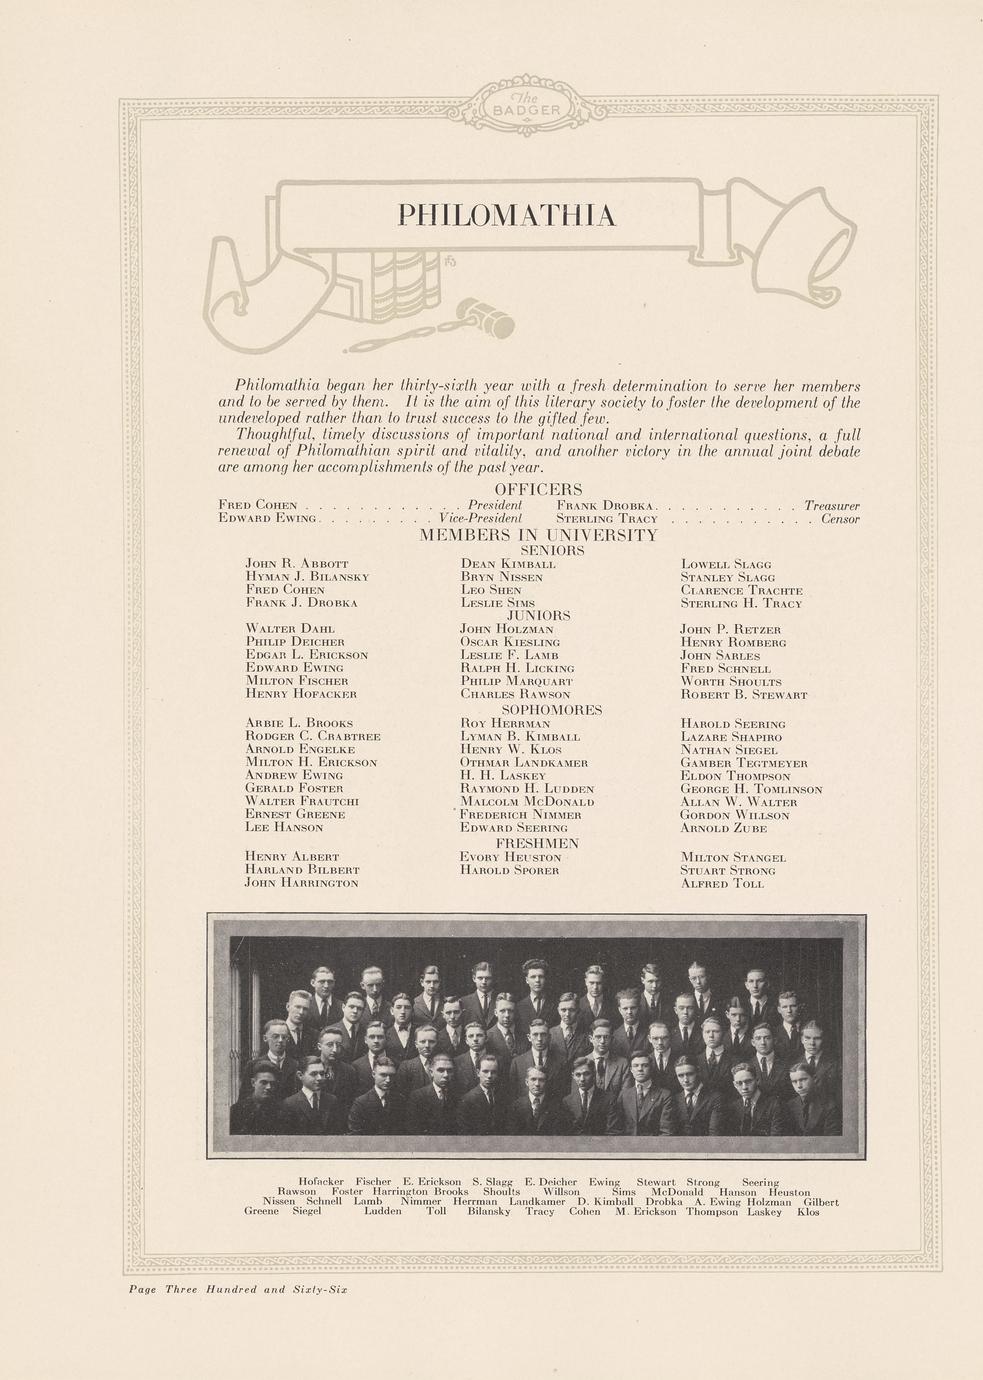 The
BADGER
PHILOMATHIA
Philomathia began her thirty-sixth year with a fresh determination to serve her members
and to be served by them. It is the aim of this literary society to foster the development of the
undeveloped rather than to trust success to the gifted few.
Thoughtful, timely discussions of important national and international questions, a full
renewal of Philomathian spirit and vitality, and another victory in the annual joint debate
are among her accomplishments of the past year.
OFFICERS
FRED COHEN . . . . . . . . . . . . President FRANK DROBKA. . . . . . . . . . . Treasurer
EDWARD EWING. . . . . . . . . Vice-President STERLING TRACY . . . . . . . . . . . Censor
MEMBERS IN UNIVERSITY
SENIORS
JOHN R. ABBOTT DEAN KIMBALL LOWELL SLAGG
HYMAN J. BILANSKY BRYN NISSEN STANLEY SLAGG
FRED COHEN LEO SHEN CLARENCE TRACHTE
FRANK J. DROBKA LESLIE SIMS STERLING H. TRACY
JUNIORS
WALTER DAHL JOHN HOLZMAN JOHN P. RETZER
PHILIP DEICHER OSCAR KIESLING HENRY ROMBERG
EDGAR L. ERICKSON LESLIE F. LAMB JOHN SARLES
EDWARD EWING RALPH H. LICKING FRED SCHNELL
MILTON FISCHER PHILIP MARQUART WORTH SHOULTS
HENRY HOFACKER CHARLES RAWSON ROBERT B. STEWART
SOPHOMORES
ARBIE L. BROOKS ROY HERRMAN HAROLD SEERING
RODGER C. CRABTREE LYMAN B. KIMBALL LAZARE SHAPIRO
ARNOLD ENGELKE HENRY W. KLOS NATHAN SIEGEL
MILTON H. ERICKSON OTHMAR LANDKAMER GAMBER TEGTMEYER
ANDREW EWING H. H. LASKEY ELDON THOMPSON
GERALD FOSTER RAYMOND H. LUDDEN GEORGE H. TOMLINSON
WALTER FRAUTCHI MALCOLM MCDONALD ALLAN W. WALTER
ERNEST GREENE FREDERICH NIMMER GORDON WILLSON
LEE HANSON EDWARD SEERING ARNOLD ZUBE
FRESHMEN
HENRY ALBERT EVORY HEUSTON MILTON STANGEL
HARLAND BILBERT HAROLD SPORER STUART STRONG
JOHN HARRINGTON ALFRED TOLL
Hofacker Fischer E. Erickson S. Slagg E. Deicher Ewing Stewart Strong Seering
Rawson Foster Harrington Brooks Shoults Willson Sims McDonald Hanson Heuston
Nissen Schnell Lamb Nimmer Herrman Landkamer D. Kimball Drobka A. Ewing Holzman Gilbert
Greene Siegel Ludden Toll Bilansky Tracy Cohen M. Erickson Thompson Laskey Klos
Page Three Hundred and Sixty-Six